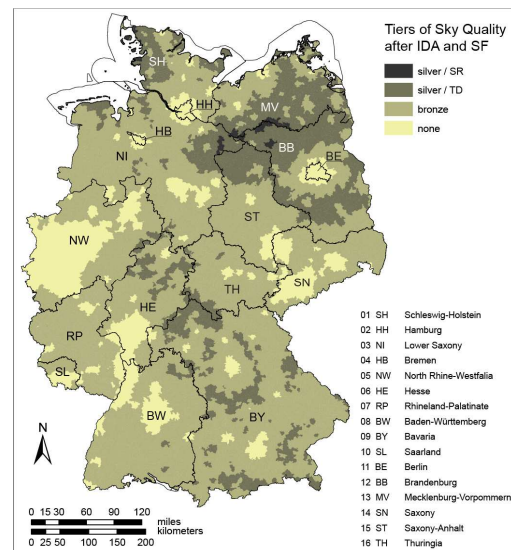 Tiers of Sky Quality
after IDA and SF
silver / SR
silver / TD
bronze
none
SH
HH
MV
HB
NI
BB
BE
ST
NW
HE
TH
SN
RP
SL
BW
BY
01 SH Schleswig-Holstein
02 HH Hamburg
03 NI Lower Saxony
04 HB Bremen
05 NW North Rhine-Westfalia
06 HE Hesse
07 RP Rhineland-Palatinate
08 BW Baden-Württemberg
09 BY Bavaria
10 SL Saarland
11 BE Berlin
12 BB Brandenburg
13 MV Mecklenburg-Vorpommern
14 SN Saxony
15 ST Saxony-Anhalt
16 TH Thuringia
N
0 15 30 60 90 120
miles
kilometers
0 25 50 100 150 200